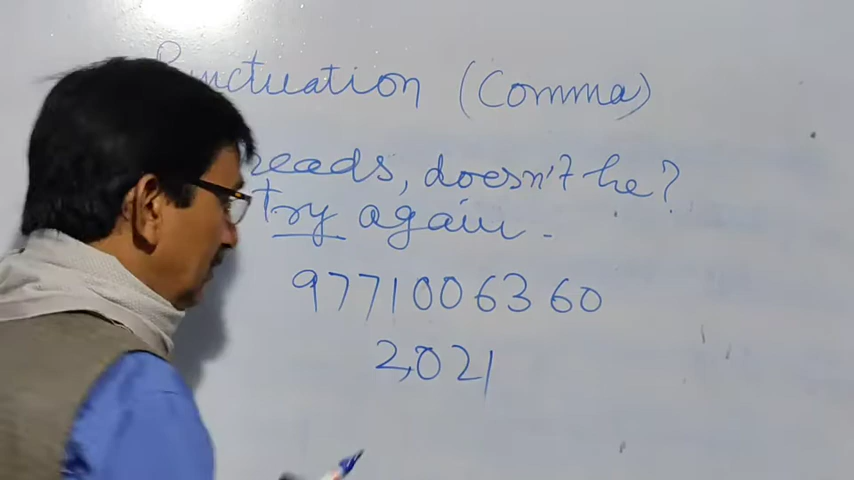 Punctuation (Comma)
reads, doesn't he?
try again.
9771006360
2,021